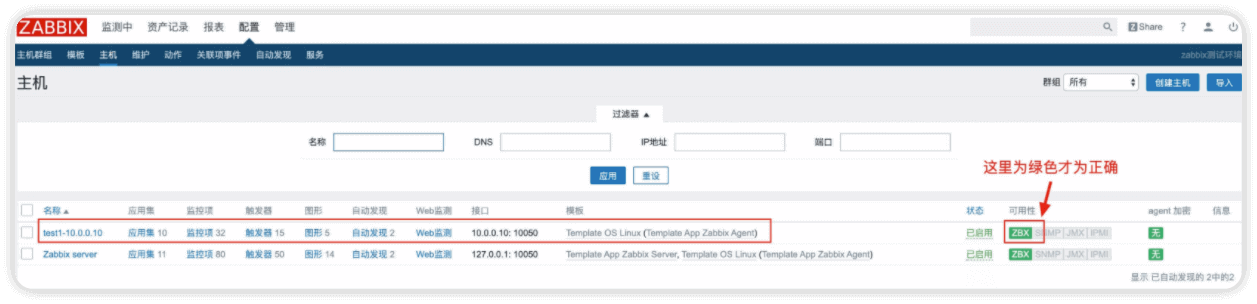 ZABBIX 监测中 资产记录 报表 配置 管理 Share ?
主机群组 模板 主机 维护 动作 关联项事件 自动发现 服务 zabbix测试环境
主机 群组 所有 创建主机 导入
过滤器 ▲
名称 DNS IP地址 端口
应用 重设
这里为绿色才为正确
名称 ▲ 应用集 监控项 触发器 图形 自动发现 Web监测 接口 模板 状态 可用性 agent 加密 信息
test1-10.0.0.10 应用集 10 监控项 32 触发器 15 图形 5 自动发现 2 Web监测 10.0.0.10: 10050 Template OS Linux (Template App Zabbix Agent) 已启用 ZBX SNMP JMX IPMI 无
Zabbix server 应用集 11 监控项 80 触发器 50 图形 14 自动发现 2 Web监测 127.0.0.1: 10050 Template App Zabbix Server, Template OS Linux (Template App Zabbix Agent) 已启用 ZBX SNMP JMX IPMI 无
显示 已自动发现的 2中的2